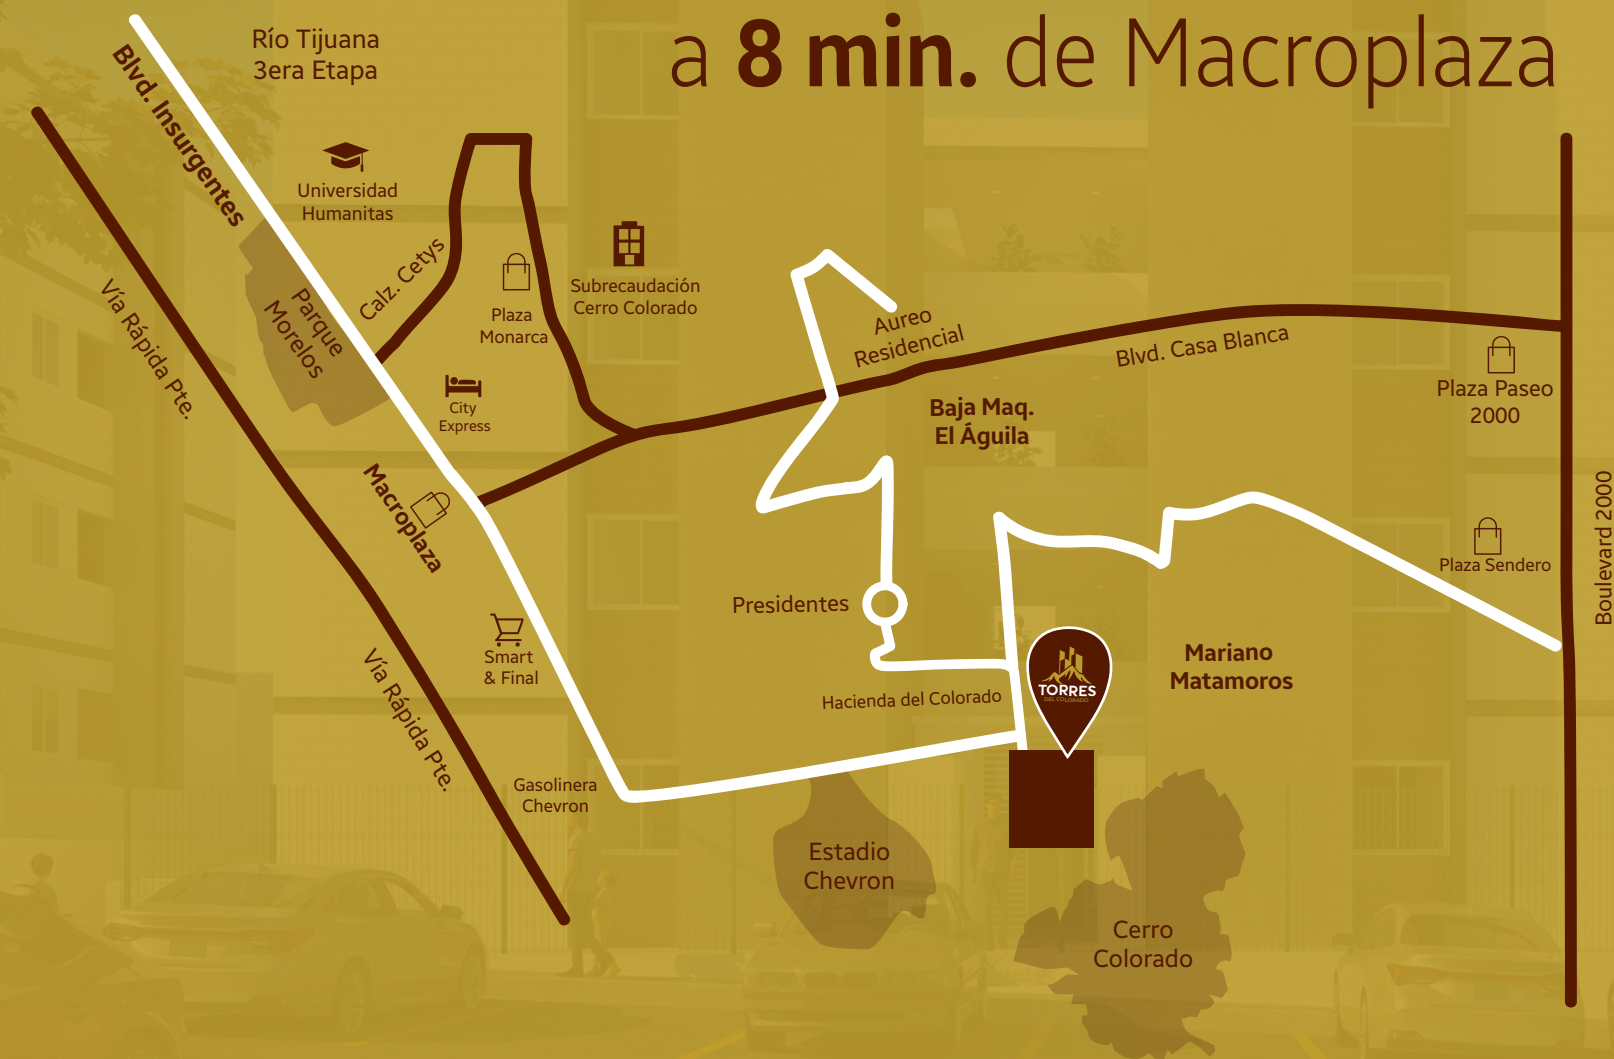 a 8 min. de Macroplaza
Río Tijuana
3era Etapa
Blvd. Insurgentes
Universidad
Humanitas
Calz. Cetys
Parque
Morelos
Vía Rápida Pte.
Plaza
Monarca
Subrecaudación
Cerro Colorado
City
Express
Macroplaza
Aureo
Residencial
Blvd. Casa Blanca
Baja Maq.
El Águila
Plaza Paseo
2000
Plaza Sendero
Boulevard 2000
Presidentes
Smart
& Final
Vía Rápida Pte.
Hacienda del Colorado
TORRES
DEL COLORADO
Mariano
Matamoros
Gasolinera
Chevron
Estadio
Chevron
Cerro
Colorado